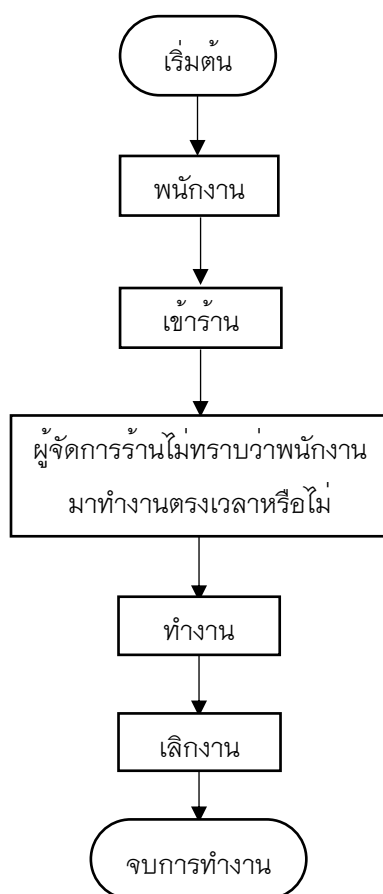 เริ่มต้น
พนักงาน
เข้าร้าน
ผู้จัดการร้านไม่ทราบว่าพนักงาน
มาทำงานตรงเวลาหรือไม่
ทำงาน
เลิกงาน
จบการทำงาน